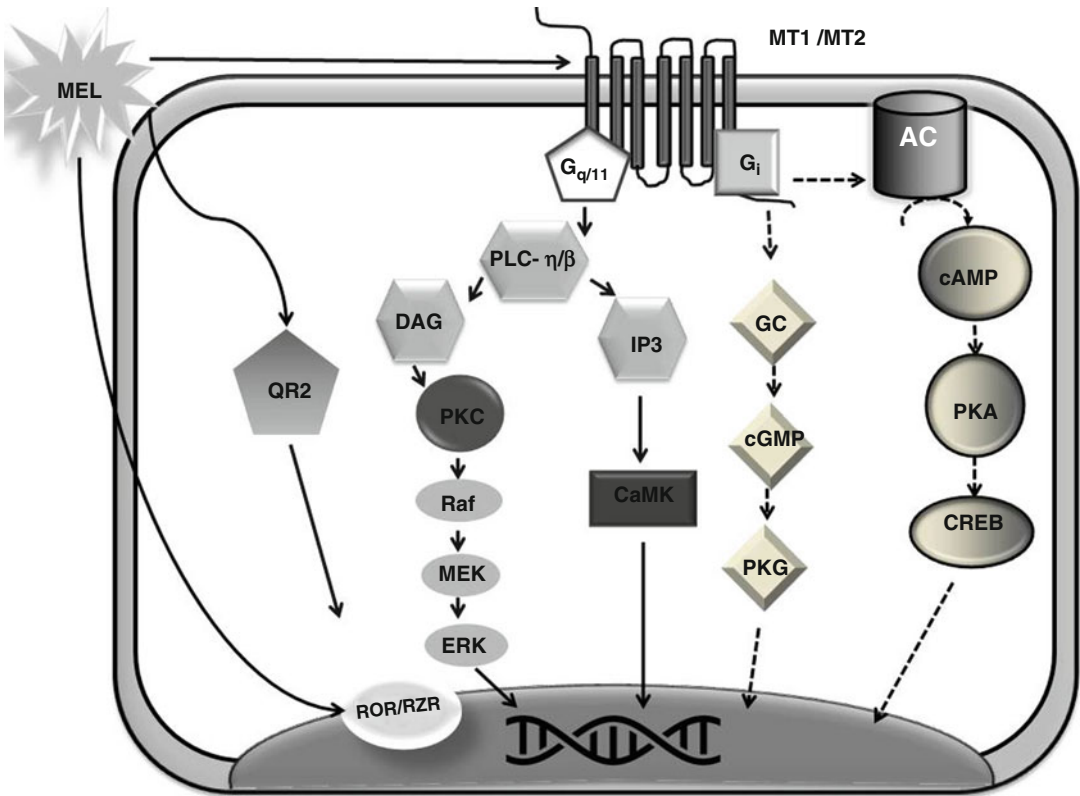 MT1 /MT2
MEL
AC
Gq/11
Gi
PLC- η/β
cAMP
DAG
GC
IP3
QR2
PKC
PKA
cGMP
Raf
CaMK
CREB
MEK
PKG
ERK
ROR/RZR